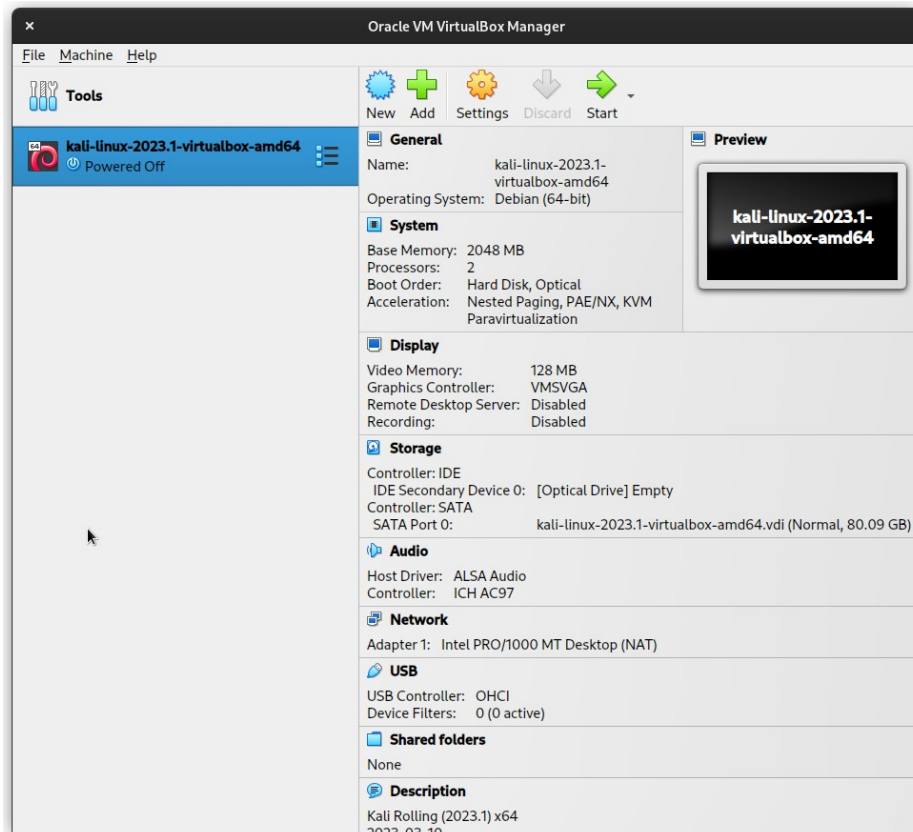 Oracle VM VirtualBox Manager
File Machine Help
Tools
New Add Settings Discard Start
64
kali-linux-2023.1-virtualbox-amd64
Powered Off
General
Name: kali-linux-2023.1-
virtualbox-amd64
Operating System: Debian (64-bit)
System
Base Memory: 2048 MB
Processors: 2
Boot Order: Hard Disk, Optical
Acceleration: Nested Paging, PAE/NX, KVM
Paravirtualization
Preview
kali-linux-2023.1-
virtualbox-amd64
Display
Video Memory: 128 MB
Graphics Controller: VMSVGA
Remote Desktop Server: Disabled
Recording: Disabled
Storage
Controller: IDE
IDE Secondary Device 0: [Optical Drive] Empty
Controller: SATA
SATA Port 0: kali-linux-2023.1-virtualbox-amd64.vdi (Normal, 80.09 GB)
Audio
Host Driver: ALSA Audio
Controller: ICH AC97
Network
Adapter 1: Intel PRO/1000 MT Desktop (NAT)
USB
USB Controller: OHCI
Device Filters: 0 (0 active)
Shared folders
None
Description
Kali Rolling (2023.1) x64